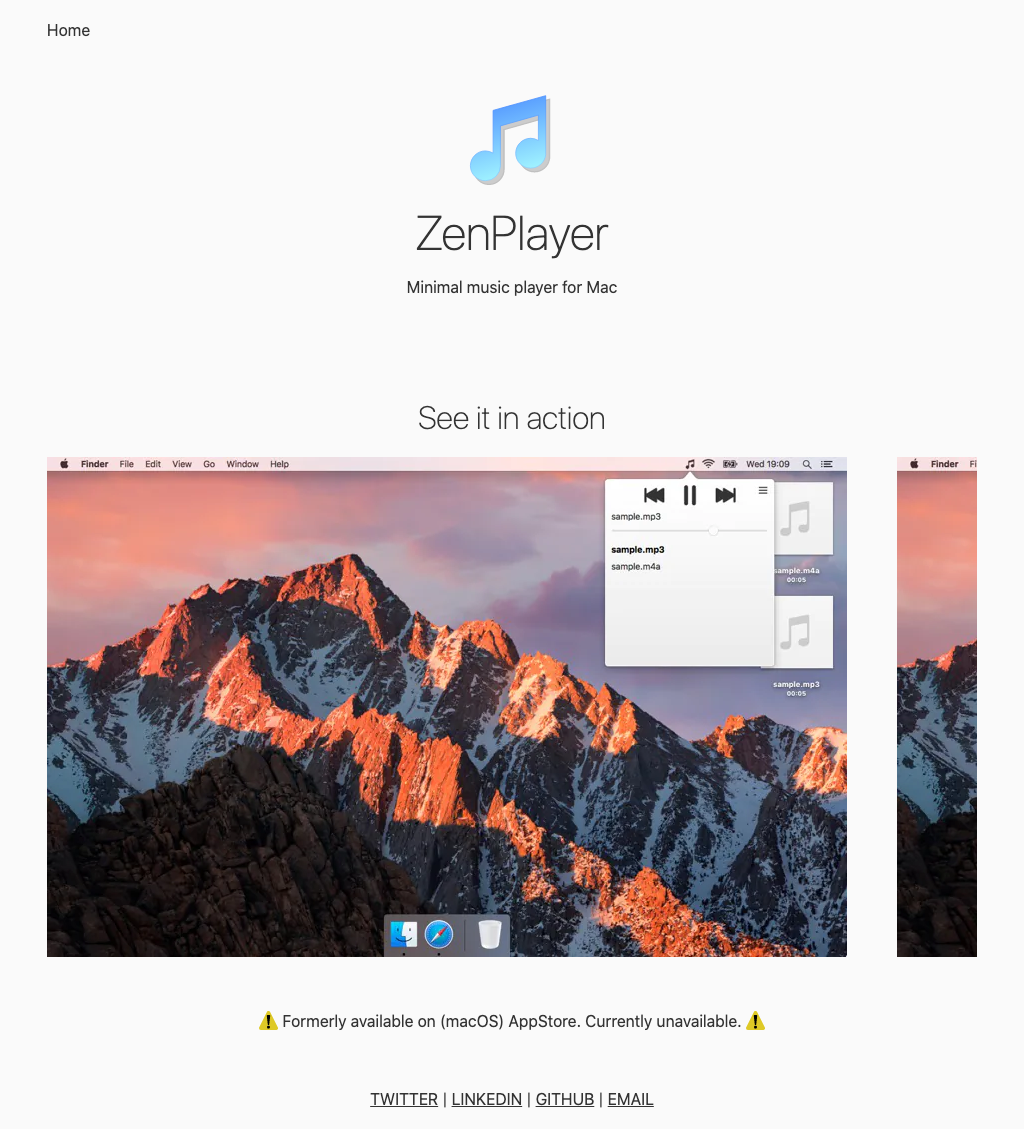 Home
ZenPlayer
Minimal music player for Mac
See it in action
Finder File Edit View Go Window Help Wed 19:09
sample.mp3
sample.mp3
sample.m4a
sample.m4a
00:05
sample.mp3
00:05
Finder Fi
⚠️ Formerly available on (macOS) AppStore. Currently unavailable. ⚠️
TWITTER | LINKEDIN | GITHUB | EMAIL